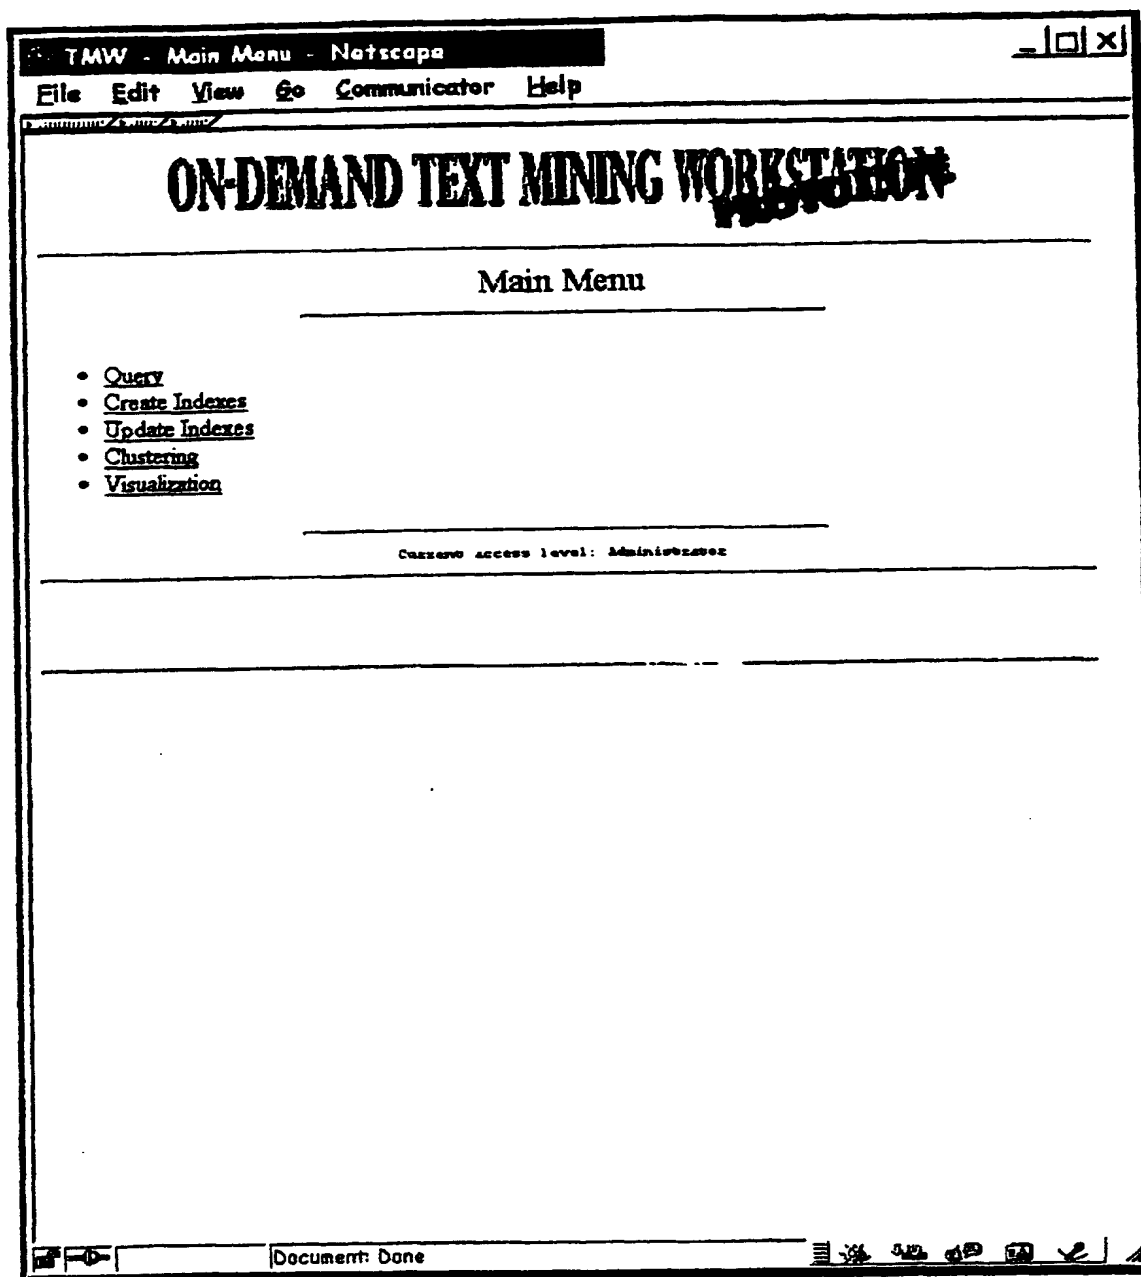 TMW - Main Menu - Netscape
File Edit View Go Communicator Help
ON-DEMAND TEXT MINING WORKSTATION
Main Menu
• Query
• Create Indexes
• Update Indexes
• Clustering
• Visualization
Current access level: Administrator
Document: Done